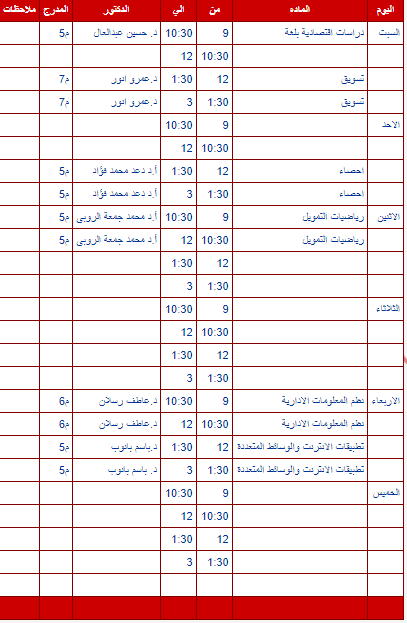 اليوم الماده من الي الدكتور المدرج ملاحظات
السبت دراسات اقتصادية بلغة 9 10:30 د. حسين عبدالعال م5
10:30 12
تسويق 12 1:30 د.عمرو انور م7
تسويق 1:30 3 د.عمرو انور م7
الاحد 9 10:30
10:30 12
احصاء 12 1:30 أ.د دعد محمد فؤاد م5
احصاء 1:30 3 أ.د دعد محمد فؤاد م5
الاثنين رياضيات التمويل 9 10:30 أ.د محمد جمعة الروبى م5
رياضيات التمويل 10:30 12 أ.د محمد جمعة الروبى م5
12 1:30
1:30 3
الثلاثاء 9 10:30
10:30 12
12 1:30
1:30 3
الاربعاء نظم المعلومات الادارية 9 10:30 د.عاطف رسلان م6
نظم المعلومات الادارية 10:30 12 د.عاطف رسلان م6
تطبيقات الانترنت والوسائط المتعددة 12 1:30 د.باسم بانوب م5
تطبيقات الانترنت والوسائط المتعددة 1:30 3 د. باسم بانوب م5
الخميس 9 10:30
10:30 12
12 1:30
1:30 3